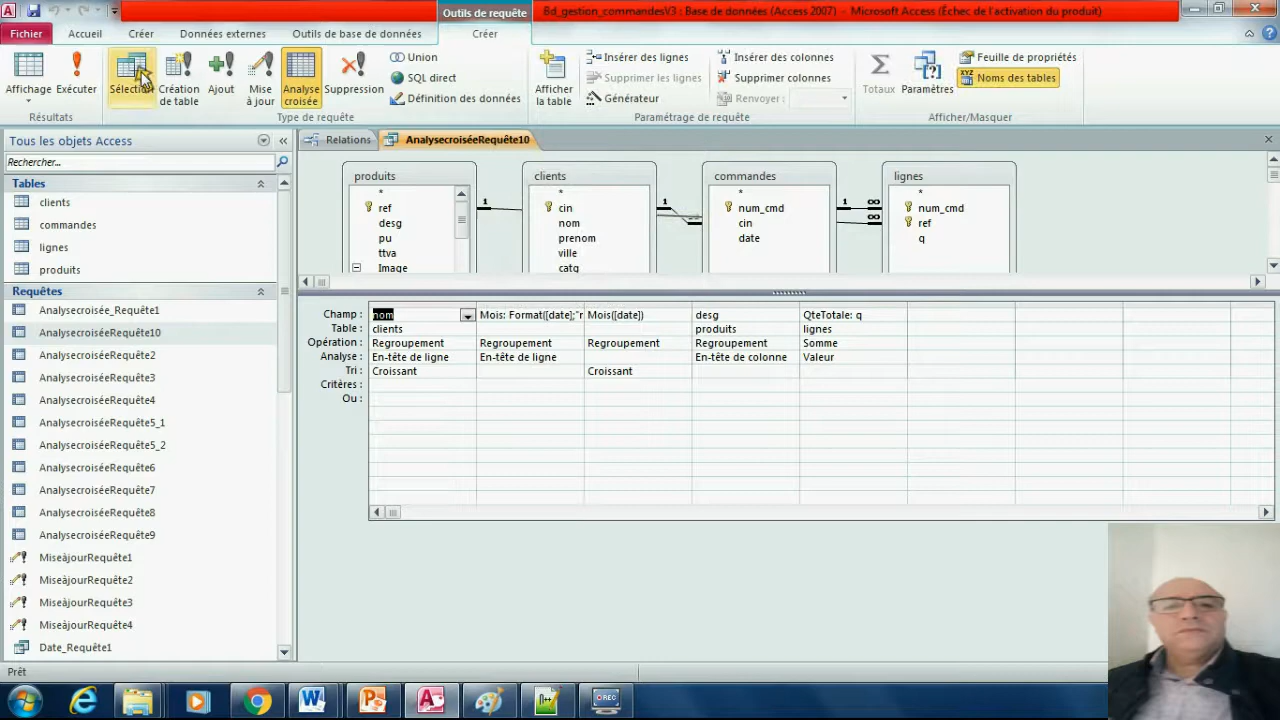 Outils de requête
Bd_gestion_commandesV3 : Base de données (Access 2007) – Microsoft Access (Échec de l'activation du produit)
Fichier
Accueil
Créer
Données externes
Outils de base de données
Créer
Affichage
Exécuter
Création
de table
Ajout
Mise
à jour
Analyse
croisée
Suppression
Union
SQL direct
Définition des données
Afficher
la table
Insérer des lignes
Supprimer les lignes
Générateur
Insérer des colonnes
Supprimer colonnes
Renvoyer :
Totaux
Paramètres
Feuille de propriétés
Noms des tables
Résultats
Type de requête
Paramétrage de requête
Afficher/Masquer
Tous les objets Access
Rechercher...
Tables
clients
commandes
lignes
produits
Requêtes
Analysecroisée_Requête1
AnalysecroiséeRequête10
AnalysecroiséeRequête2
AnalysecroiséeRequête3
AnalysecroiséeRequête4
AnalysecroiséeRequête5_1
AnalysecroiséeRequête5_2
AnalysecroiséeRequête6
AnalysecroiséeRequête7
AnalysecroiséeRequête8
AnalysecroiséeRequête9
MiseàjourRequête1
MiseàjourRequête2
MiseàjourRequête3
MiseàjourRequête4
Date_Requête1
Relations
AnalysecroiséeRequête10
produits
*
ref
desg
pu
ttva
Image
clients
*
cin
nom
prenom
ville
catg
commandes
*
num_cmd
cin
date
lignes
*
num_cmd
ref
q
1
1
1
∞
∞
Champ : nom Mois: Format([date];"r Mois([date]) desg QteTotale: q
Table : clients produits lignes
Opération : Regroupement Regroupement Regroupement Regroupement Somme
Analyse : En-tête de ligne En-tête de ligne En-tête de colonne Valeur
Tri : Croissant Croissant
Critères :
Ou :
Prêt
REC